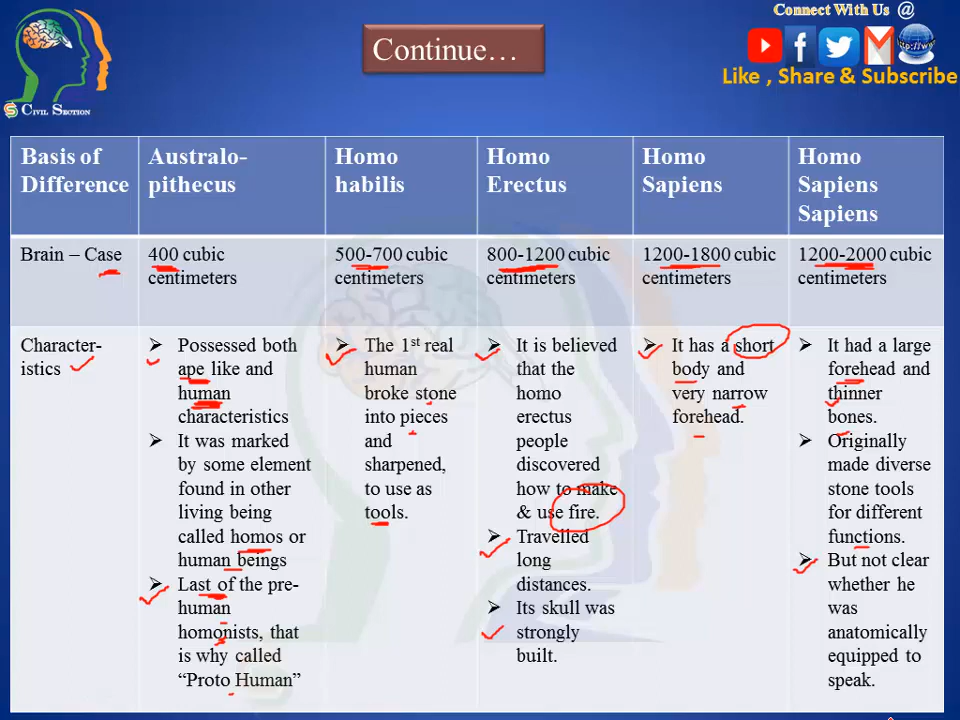 Connect With Us @
Continue…
http://www
Like , Share & Subscribe
CIVIL SECTION
Basis of
Difference
Australo-
pithecus
Homo
habilis
Homo
Erectus
Homo
Sapiens
Homo
Sapiens
Sapiens
Brain – Case
400 cubic
centimeters
500-700 cubic
centimeters
800-1200 cubic
centimeters
1200-1800 cubic
centimeters
1200-2000 cubic
centimeters
Character-
istics
Possessed both
ape like and
human
characteristics
It was marked
by some element
found in other
living being
called homos or
human beings
Last of the pre-
human
homonists, that
is why called
“Proto Human”
The 1st real
human
broke stone
into pieces
and
sharpened,
to use as
tools.
It is believed
that the
homo
erectus
people
discovered
how to make
& use fire.
Travelled
long
distances.
Its skull was
strongly
built.
It has a short
body and
very narrow
forehead.
It had a large
forehead and
thinner
bones.
Originally
made diverse
stone tools
for different
functions.
But not clear
whether he
was
anatomically
equipped to
speak.